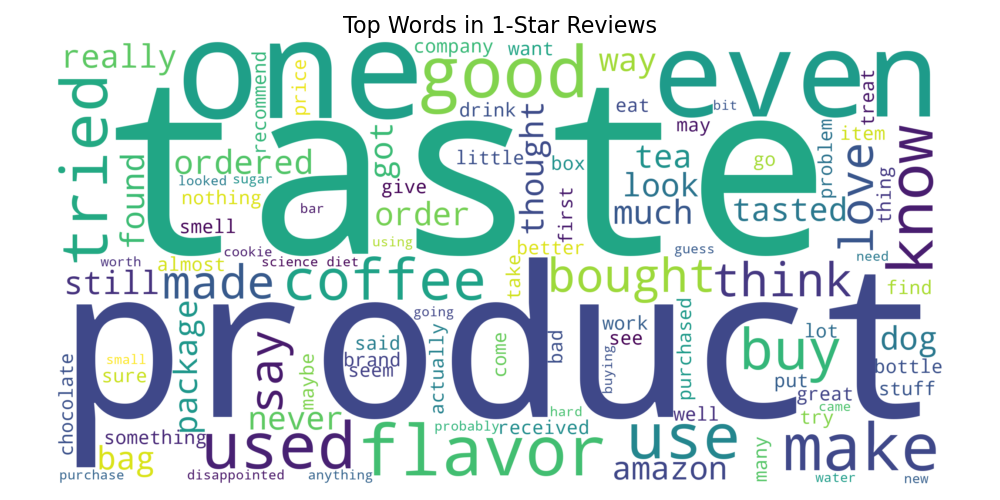 Top Words in 1-Star Reviews
really
one
recommend
price
company
want
good
way
even
tried
drink
eat
bit
treat
may
item
problem
taste
found
ordered
got
little
thought
box
tea
go
love
know
looked
sugar
nothing
give
look
thing
bar
order
first
much
tasted
smell
using
better
guess
need
worth
almost
cookie
science diet
take
still
made
coffee
bought
think
find
product
package
going
work
see
purchased
lot
dog
chocolate
small
sure
say
maybe
said
brand
seem
actually
come
bad
buying
buy
put
bottle
stuff
great
came
try
never
hard
well
something
used
probably
received
use
make
bag
flavor
many
purchase
disappointed
anything
amazon
water
new